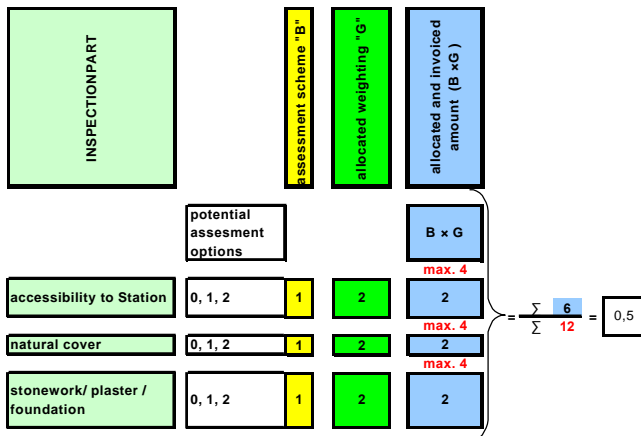 INSPECTIONPART
assessment scheme "B"
allocated weighting "G"
allocated and invoiced
amount (B ×G )
potential
assesment
options
B × G
max. 4
accessibility to Station 0, 1, 2 1 2 2
max. 4
natural cover 0, 1, 2 1 2 2
max. 4
stonework/ plaster /
foundation
0, 1, 2 1 2 2
= ∑ 6
∑ 12
= 0,5